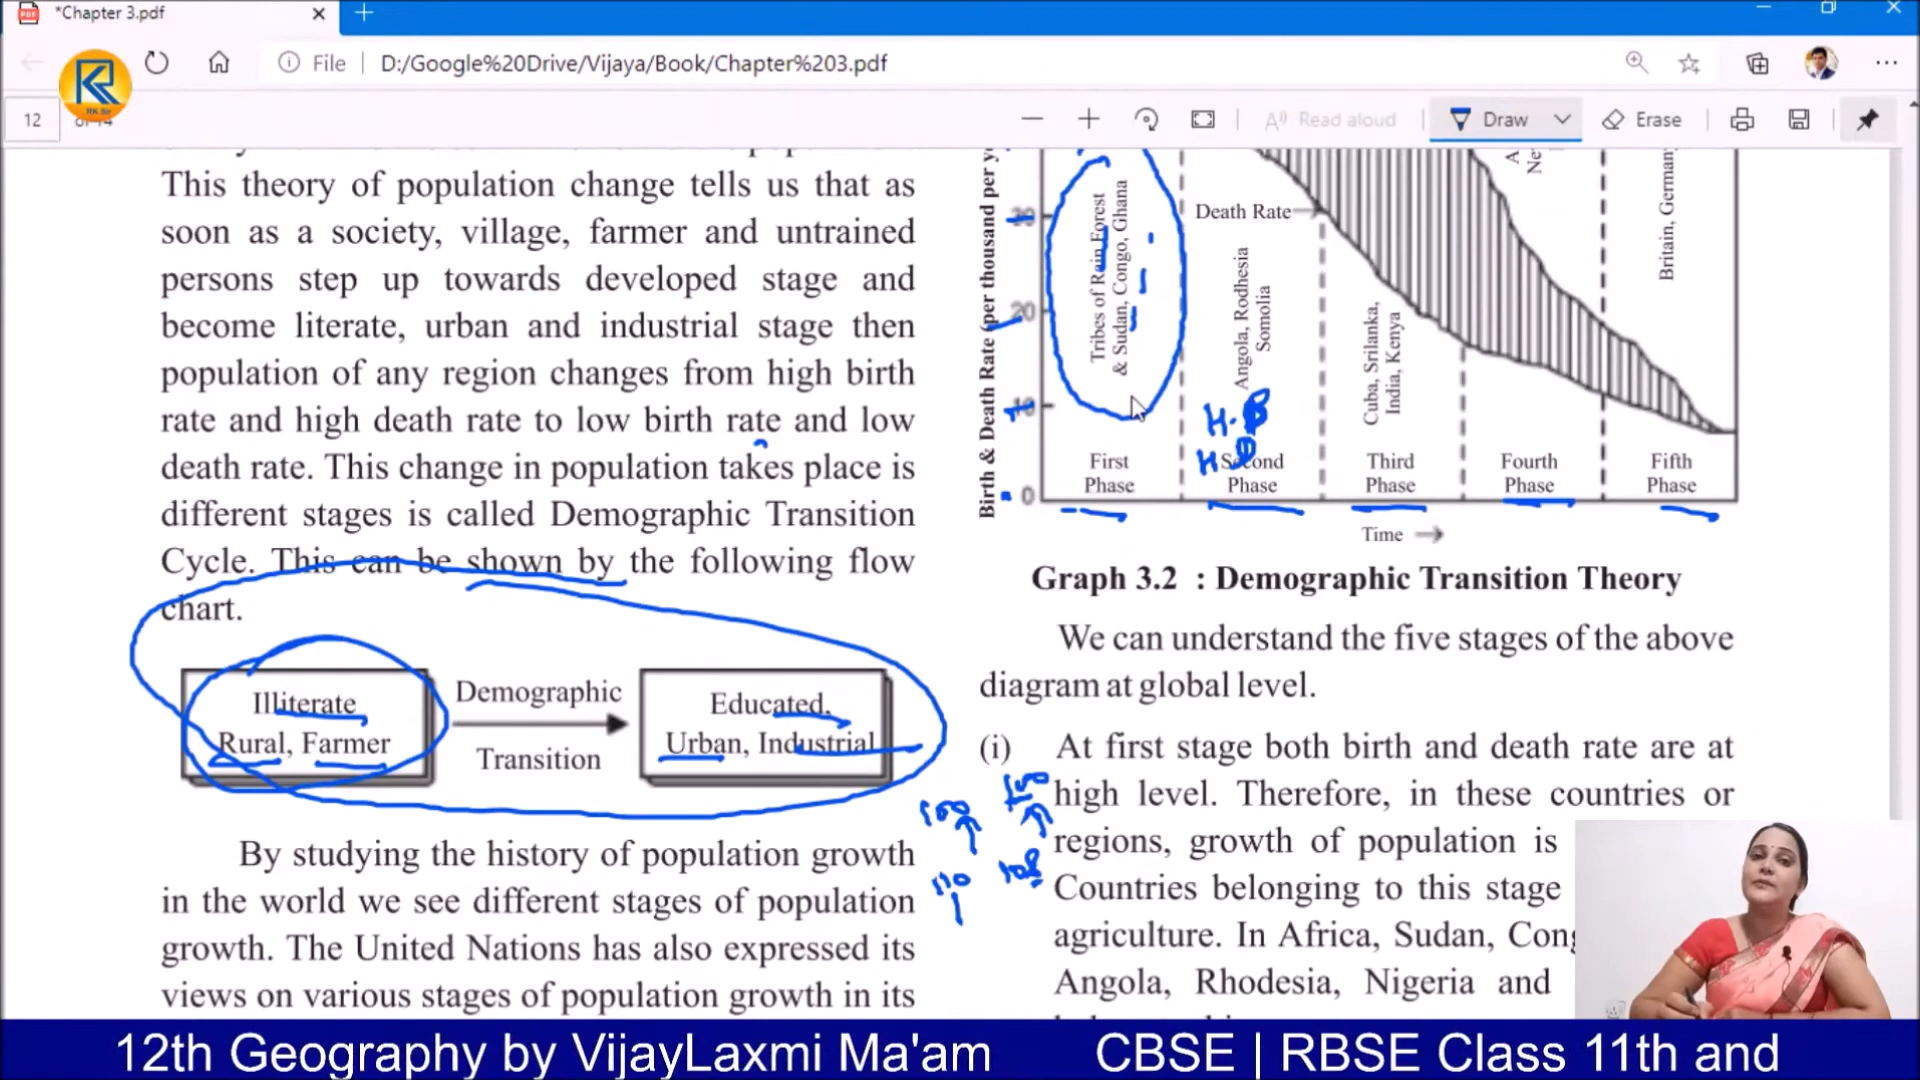 *Chapter 3.pdf
File
D:/Google%20Drive/Vijaya/Book/Chapter%203.pdf
RK Sir
12
of 14
Read aloud
Draw
Erase
This theory of population change tells us that as
soon as a society, village, farmer and untrained
persons step up towards developed stage and
become literate, urban and industrial stage then
population of any region changes from high birth
rate and high death rate to low birth rate and low
death rate. This change in population takes place is
different stages is called Demographic Transition
Cycle. This can be shown by the following flow
chart.
Illiterate
Rural, Farmer
Demographic
Transition
Educated,
Urban, Industrial
By studying the history of population growth
in the world we see different stages of population
growth. The United Nations has also expressed its
views on various stages of population growth in its
Birth & Death Rate (per thousand per y
30
20
10
0
Tribes of Rain Forest
& Sudan, Congo, Ghana
Death Rate
Angola, Rodhesia
Somolia
H.B
H D
Cuba, Srilanka,
India, Kenya
A
Ne
Britain, German
First
Phase
Second
Phase
Third
Phase
Fourth
Phase
Fifth
Phase
Time
Graph 3.2 : Demographic Transition Theory
We can understand the five stages of the above
diagram at global level.
(i) At first stage both birth and death rate are at
high level. Therefore, in these countries or
regions, growth of population is
Countries belonging to this stage
agriculture. In Africa, Sudan, Cong
Angola, Rhodesia, Nigeria and
100
100
110
108
12th Geography by VijayLaxmi Ma'am
CBSE | RBSE Class 11th and